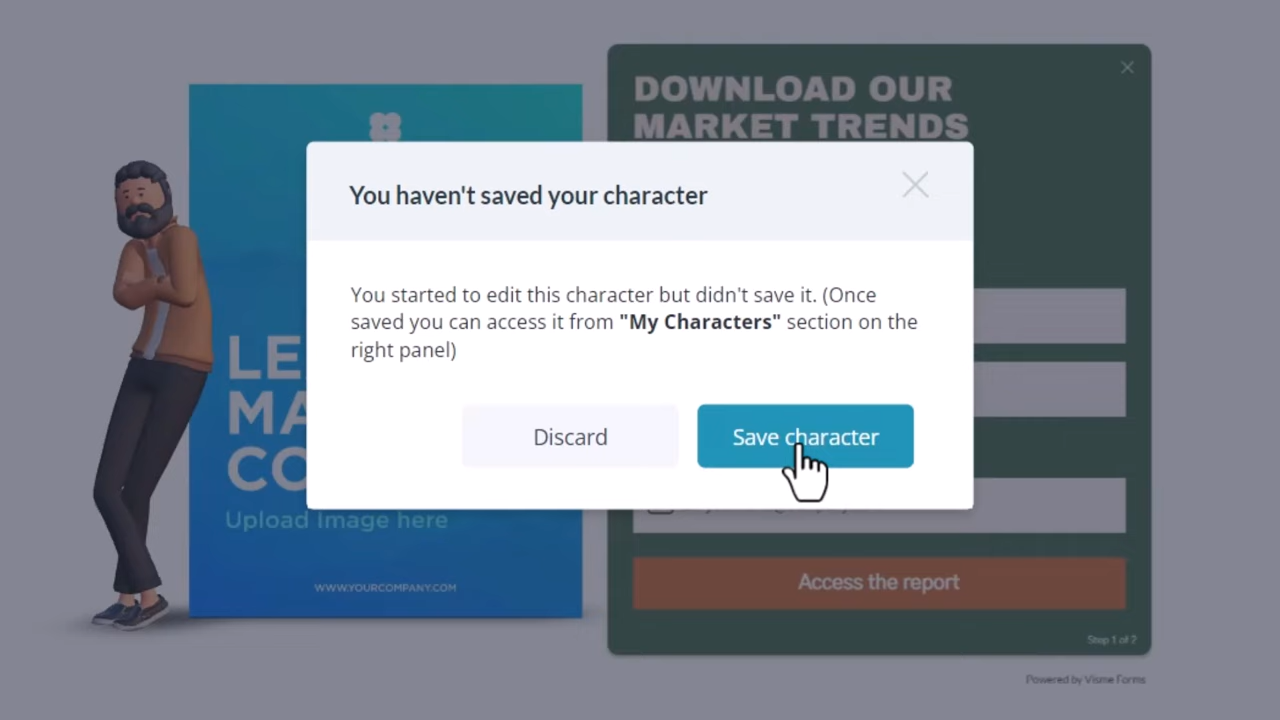 DOWNLOAD OUR
MARKET TRENDS
You haven't saved your character
You started to edit this character but didn't save it. (Once
saved you can access it from "My Characters" section on the
right panel)
Discard
Save character
LE
MA
CO
Upload Image here
WWW.YOURCOMPANY.COM
Access the report
Step 1 of 2
Powered by Visme Forms